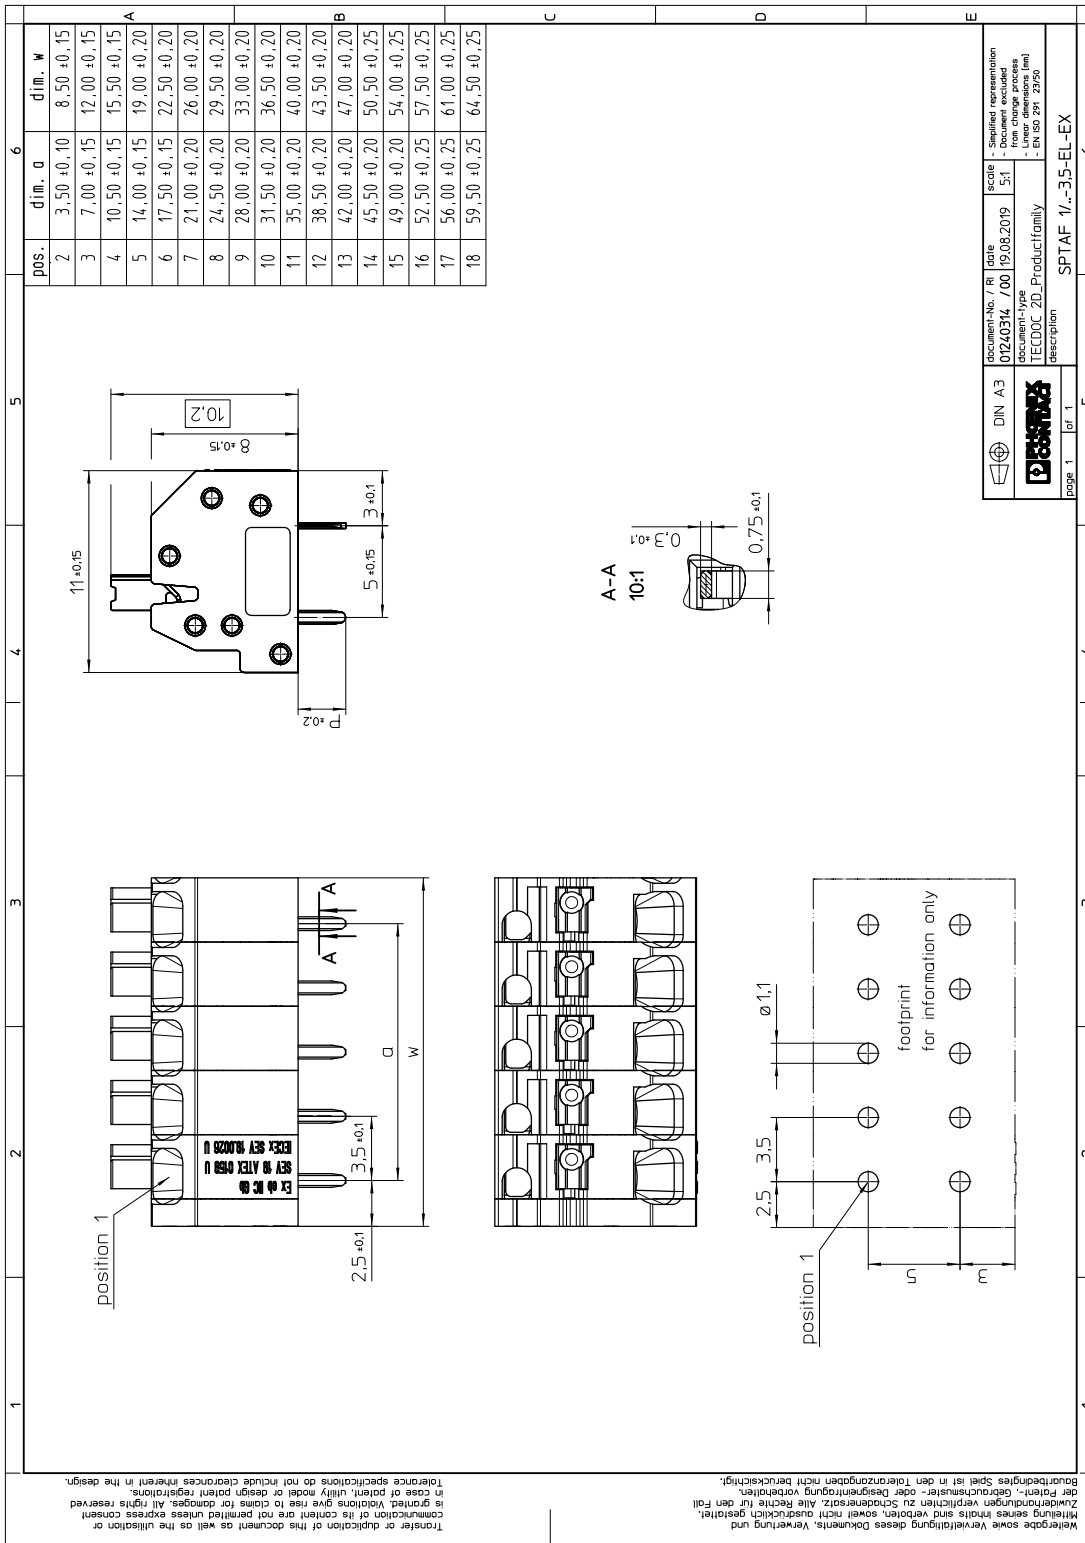 1
2
3
4
5
6
A
B
C
D
E
pos. dim. a dim. w
2 3,50 ±0,10 8,50 ±0,15
3 7,00 ±0,15 12,00 ±0,15
4 10,50 ±0,15 15,50 ±0,15
5 14,00 ±0,15 19,00 ±0,20
6 17,50 ±0,15 22,50 ±0,20
7 21,00 ±0,20 26,00 ±0,20
8 24,50 ±0,20 29,50 ±0,20
9 28,00 ±0,20 33,00 ±0,20
10 31,50 ±0,20 36,50 ±0,20
11 35,00 ±0,20 40,00 ±0,20
12 38,50 ±0,20 43,50 ±0,20
13 42,00 ±0,20 47,00 ±0,20
14 45,50 ±0,20 50,50 ±0,25
15 49,00 ±0,20 54,00 ±0,25
16 52,50 ±0,25 57,50 ±0,25
17 56,00 ±0,25 61,00 ±0,25
18 59,50 ±0,25 64,50 ±0,25
position 1
Ex eb IIC Gb
SEV 18 ATEX 0158 U
IECEx SEV 18.0026 U
A
A
2,5 ±0,1
3,5 ±0,1
a
w
11 ±0,15
8 ±0,15
10,2
P ±0,2
5 ±0,15
3 ±0,1
A-A
10:1
0,3 ±0,1
0,75 ±0,1
position 1
2,5
3,5
ø1,1
5
3
footprint
for information only
DIN A3
PHOENIX
CONTACT
page 1 of 1
document-No. / RI
01240314 / 00
date
19.08.2019
scale
5:1
- Simplified representation
- Document excluded
from change process
- Linear dimensions [mm]
- EN ISO 291 23/50
document-type
TECDOC 2D_Productfamily
description
SPTAF 1/..-3,5-EL-EX
Transfer or duplication of this document as well as the utilisation or
communication of its content are not permitted unless express consent
is granted. Violations give rise to claims for damages. All rights reserved
in case of patent, utility model or design patent registrations.
Tolerance specifications do not include clearances inherent in the design.
Weitergabe sowie Vervielfältigung dieses Dokuments, Verwertung und
Mitteilung seines Inhalts sind verboten, soweit nicht ausdrücklich gestattet.
Zuwiderhandlungen verpflichten zu Schadenersatz. Alle Rechte für den Fall
der Patent-, Gebrauchsmuster- oder Designeintragung vorbehalten.
Bauartbedingtes Spiel ist in den Toleranzangaben nicht berücksichtigt.